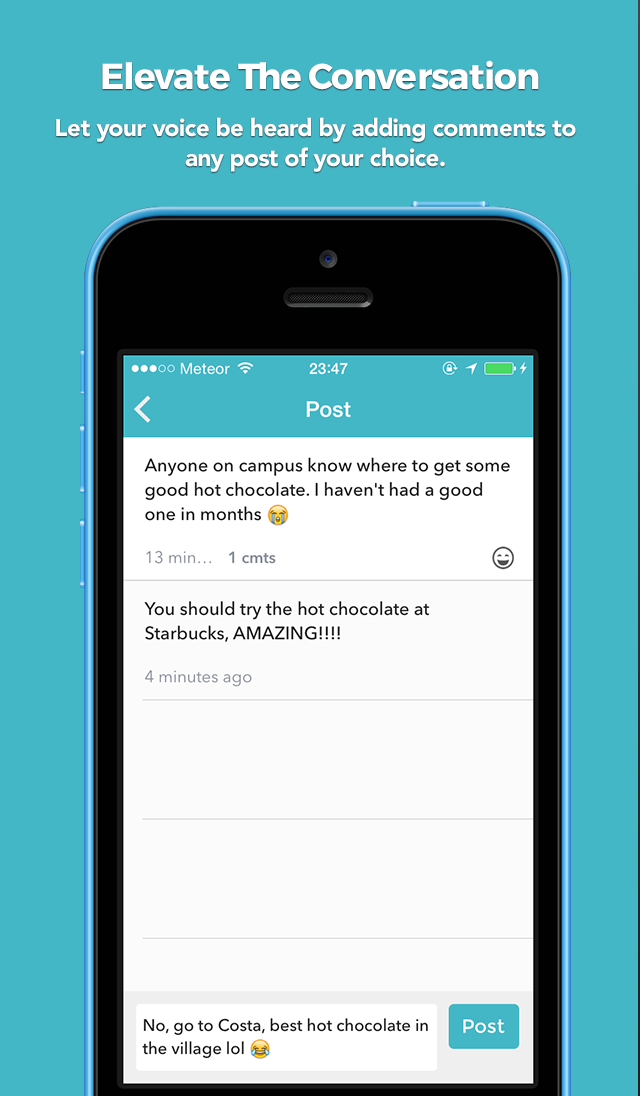 Elevate The Conversation
Let your voice be heard by adding comments to
any post of your choice.
Meteor 23:47
Post
Anyone on campus know where to get some
good hot chocolate. I haven't had a good
one in months 😭
13 min... 1 cmts
You should try the hot chocolate at
Starbucks, AMAZING!!!!
4 minutes ago
No, go to Costa, best hot chocolate in
the village lol 😂
Post